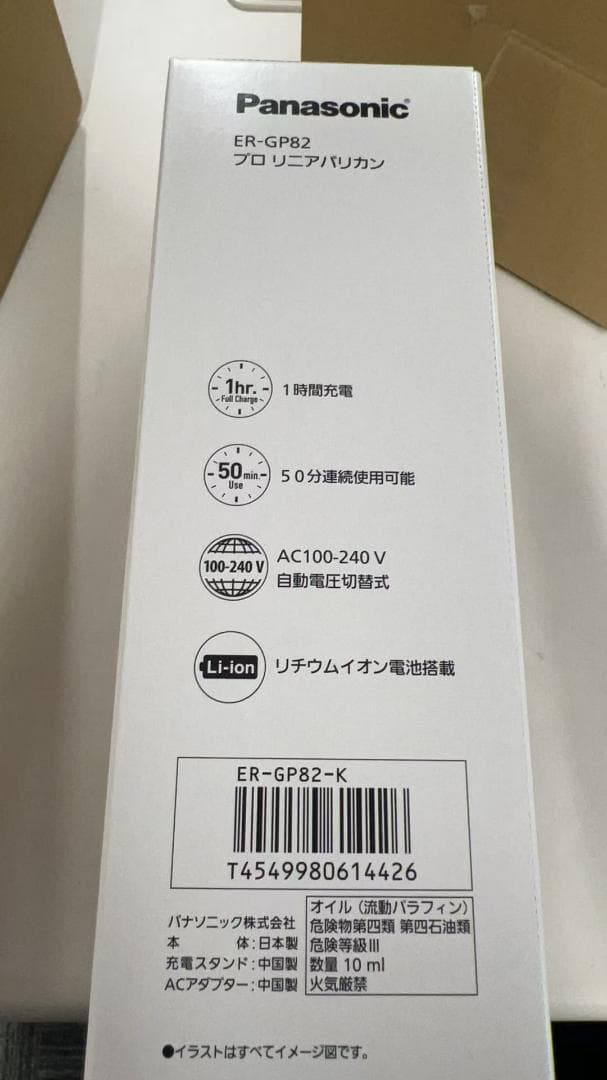 Panasonic
ER-GP82
プロ リニアバリカン
1hr.
Full Charge
1時間充電
50 min.
Use
50分連続使用可能
100-240 V
AC100-240 V
自動電圧切替式
Li-ion
リチウムイオン電池搭載
ER-GP82-K
T4549980614426
パナソニック株式会社
本 体:日本製
充電スタンド:中国製
ACアダプター:中国製
オイル(流動パラフィン)
危険物第四類 第四石油類
危険等級Ⅲ
数量 10 ml
火気厳禁
●イラストはすべてイメージ図です。